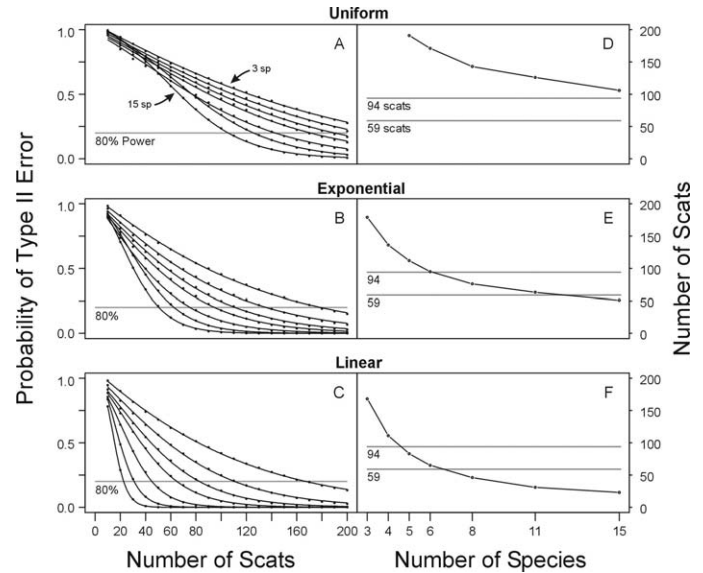 Uniform
A
3 sp
15 sp
80% Power
1.0
0.5
0.0
D
94 scats
59 scats
200
150
100
50
0
Exponential
B
80%
1.0
0.5
0.0
E
94
59
200
150
100
50
0
Linear
C
80%
1.0
0.5
0.0
F
94
59
200
150
100
50
0
Probability of Type II Error
Number of Scats
0 20 40 60 80 100 140 180 200
3 4 5 6 8 11 15
Number of Scats
Number of Species